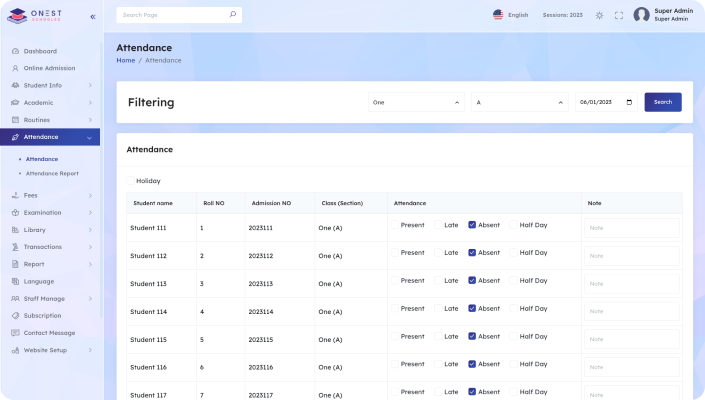 ONEST
SCHOOLED
Search Page
English
Sessions: 2023
Super Admin
Super Admin
Dashboard
Online Admission
Student Info
Academic
Routines
Attendance
Attendance
Attendance Report
Fees
Examination
Library
Transactions
Report
Language
Staff Manage
Subscription
Contact Message
Website Setup
Attendance
Home / Attendance
Filtering
One
A
06/01/2023
Search
Attendance
Holiday
Student name Roll NO Admission NO Class (Section) Attendance Note
Student 111 1 2023111 One (A) Present Late Absent Half Day Note
Student 112 2 2023112 One (A) Present Late Absent Half Day Note
Student 113 3 2023113 One (A) Present Late Absent Half Day Note
Student 114 4 2023114 One (A) Present Late Absent Half Day Note
Student 115 5 2023115 One (A) Present Late Absent Half Day Note
Student 116 6 2023116 One (A) Present Late Absent Half Day Note
Student 117 7 2023117 One (A) Present Late Absent Half Day Note